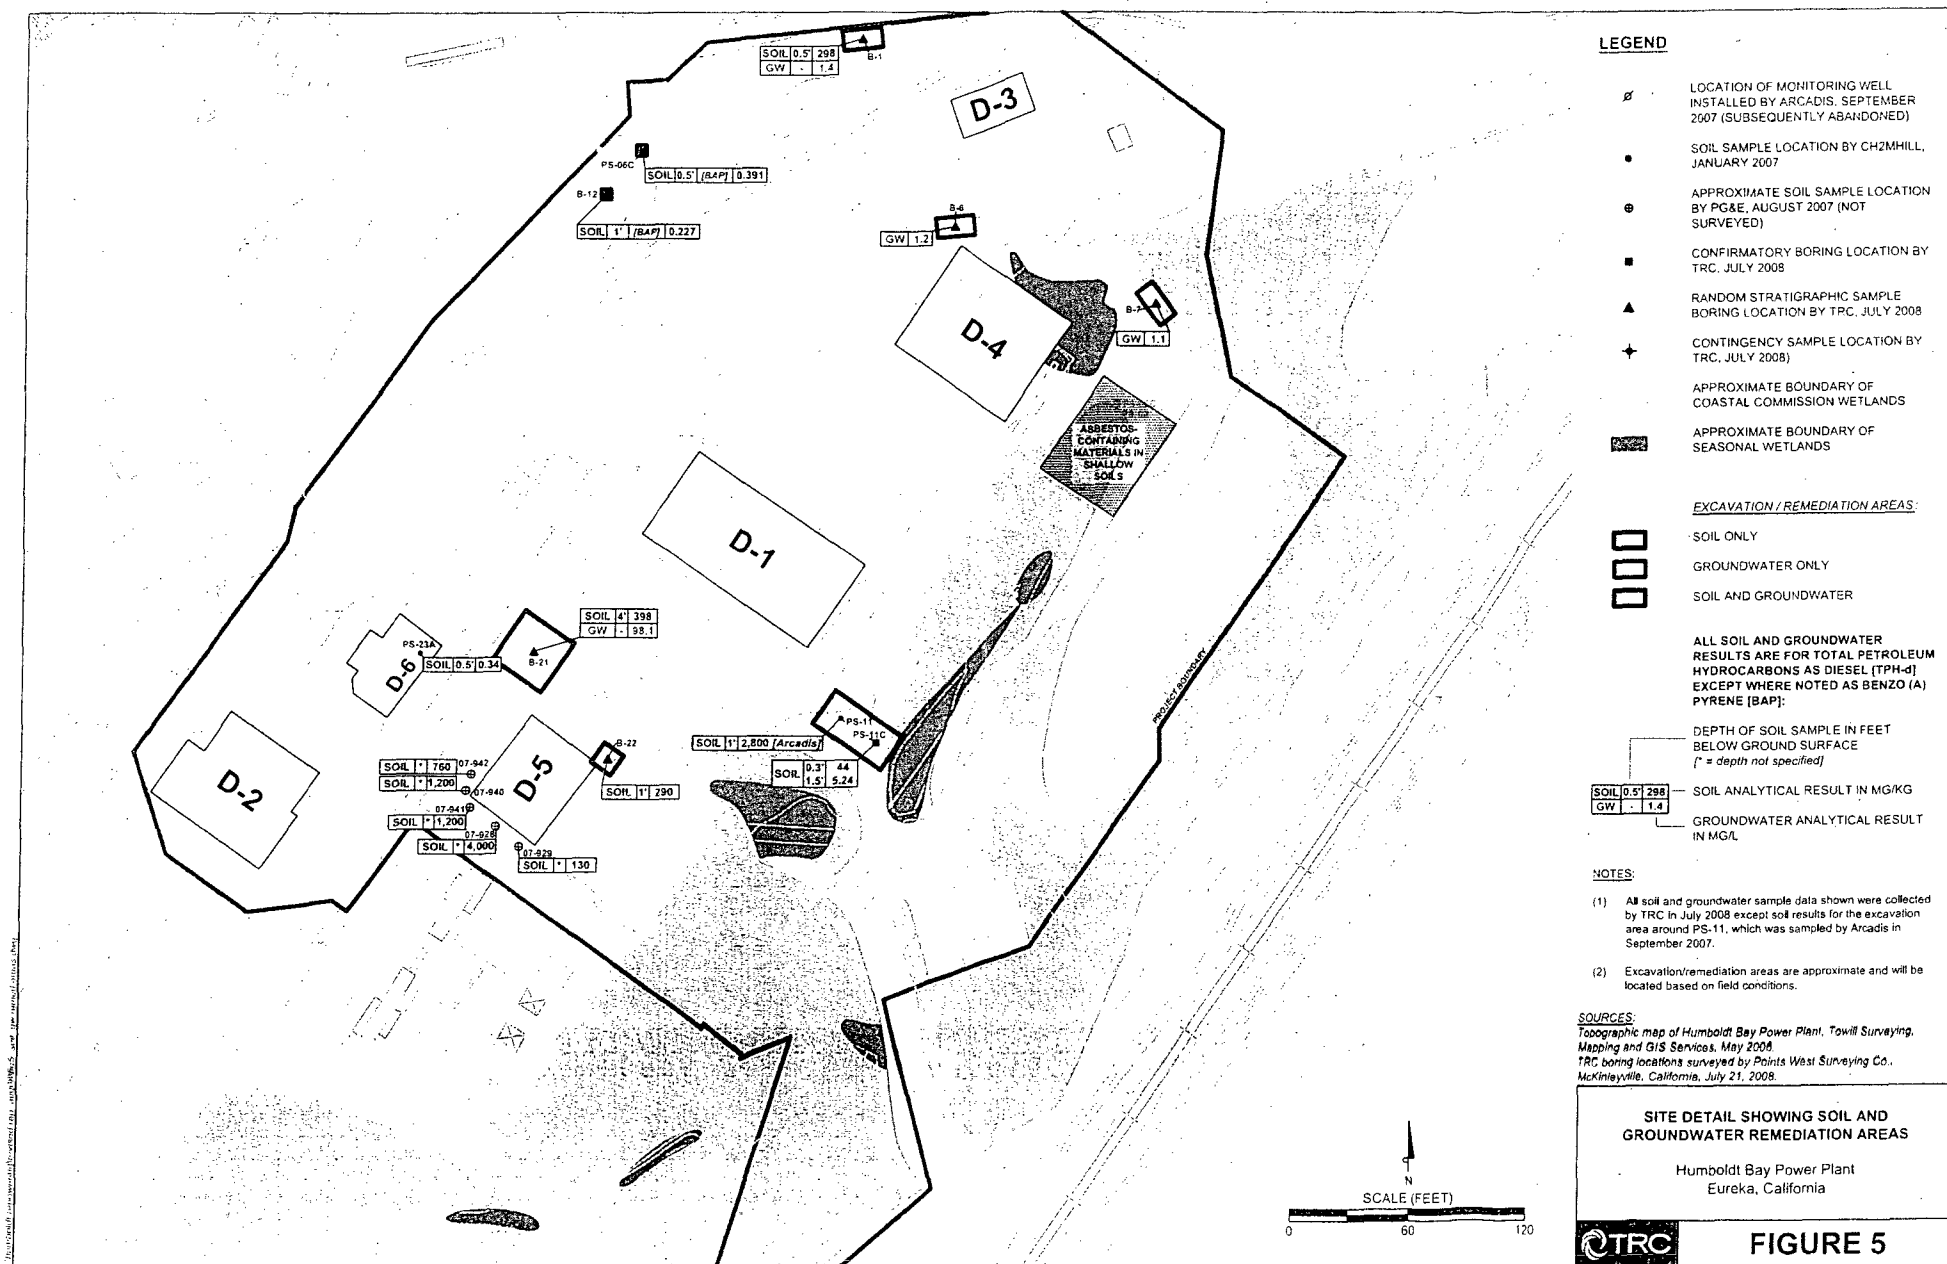 SOIL 0.5' 298
GW - 1.4
B-1
D-3
PS-06C
SOIL 0.5' [BAP] 0.391
B-12
SOIL 1' [BAP] 0.227
B-6
GW 1.2
D-4
B-7
GW 1.1
ASBESTOS-
CONTAINING
MATERIALS IN
SHALLOW
SOILS
D-1
SOIL 4' 398
GW - 98.1
B-21
PS-23A
SOIL 0.5' 0.34
D-6
D-2
D-5
B-22
SOIL 1' 290
SOIL * 760
07-942
SOIL * 1,200
07-940
07-941
SOIL * 1,200
07-928
SOIL * 4,000
07-929
SOIL * 130
PS-11
PS-11C
SOIL 1' 2,800 [Arcadis]
SOIL 0.3' 44
1.5' 5.24
PROJECT BOUNDARY
N
SCALE (FEET)
0 60 120
LEGEND
LOCATION OF MONITORING WELL
INSTALLED BY ARCADIS, SEPTEMBER
2007 (SUBSEQUENTLY ABANDONED)
SOIL SAMPLE LOCATION BY CH2MHILL,
JANUARY 2007
APPROXIMATE SOIL SAMPLE LOCATION
BY PG&E, AUGUST 2007 (NOT
SURVEYED)
CONFIRMATORY BORING LOCATION BY
TRC, JULY 2008
RANDOM STRATIGRAPHIC SAMPLE
BORING LOCATION BY TRC, JULY 2008
CONTINGENCY SAMPLE LOCATION BY
TRC, JULY 2008)
APPROXIMATE BOUNDARY OF
COASTAL COMMISSION WETLANDS
APPROXIMATE BOUNDARY OF
SEASONAL WETLANDS
EXCAVATION / REMEDIATION AREAS:
SOIL ONLY
GROUNDWATER ONLY
SOIL AND GROUNDWATER
ALL SOIL AND GROUNDWATER
RESULTS ARE FOR TOTAL PETROLEUM
HYDROCARBONS AS DIESEL [TPH-d]
EXCEPT WHERE NOTED AS BENZO (A)
PYRENE [BAP]:
DEPTH OF SOIL SAMPLE IN FEET
BELOW GROUND SURFACE
[* = depth not specified]
SOIL 0.5' 298
GW - 1.4
SOIL ANALYTICAL RESULT IN MG/KG
GROUNDWATER ANALYTICAL RESULT
IN MG/L
NOTES:
(1) All soil and groundwater sample data shown were collected
by TRC in July 2008 except soil results for the excavation
area around PS-11, which was sampled by Arcadis in
September 2007.
(2) Excavation/remediation areas are approximate and will be
located based on field conditions.
SOURCES:
Topographic map of Humboldt Bay Power Plant, Towill Surveying,
Mapping and GIS Services, May 2006.
TRC boring locations surveyed by Points West Surveying Co.,
McKinleyville, California, July 21, 2008.
SITE DETAIL SHOWING SOIL AND
GROUNDWATER REMEDIATION AREAS
Humboldt Bay Power Plant
Eureka, California
TRC
FIGURE 5